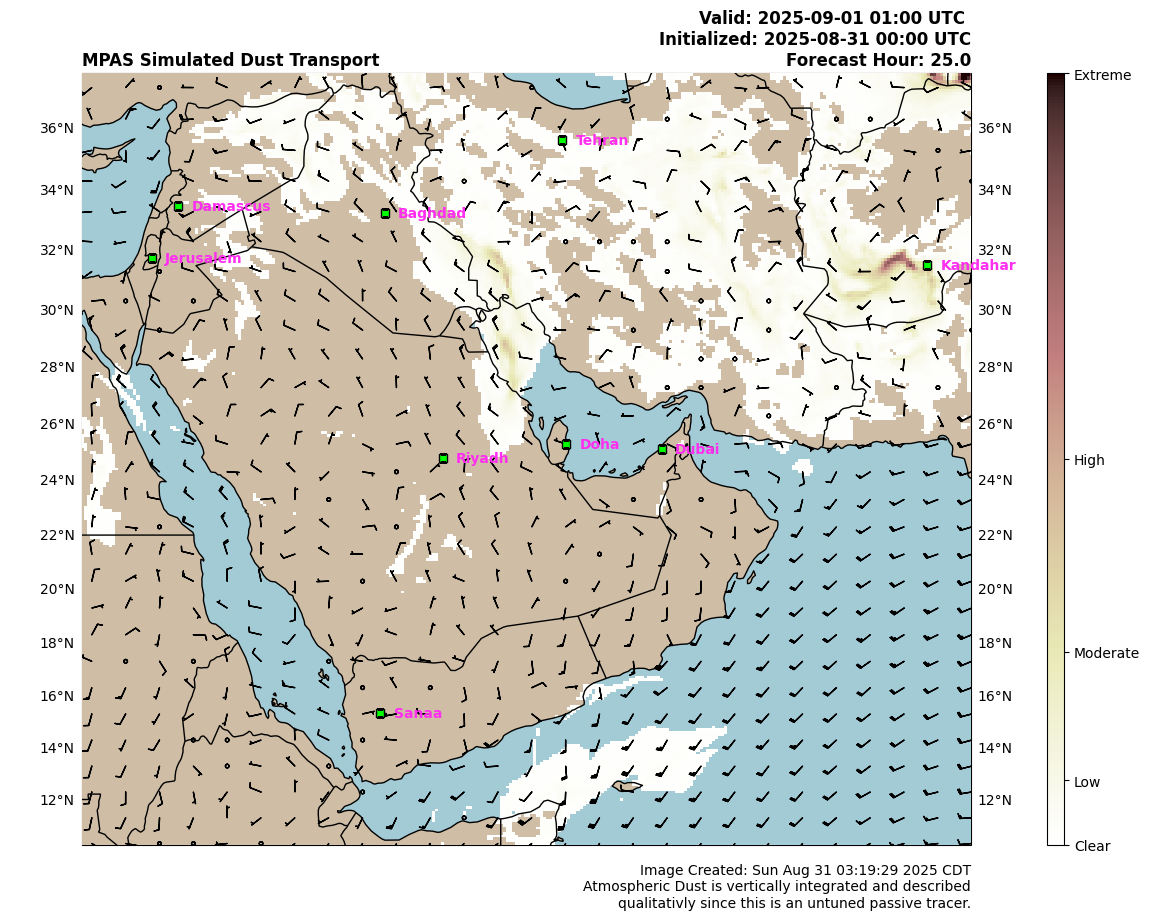 Valid: 2025-09-01 01:00 UTC
Initialized: 2025-08-31 00:00 UTC
MPAS Simulated Dust Transport
Forecast Hour: 25.0
Extreme
36°N
36°N
Tehran
34°N
34°N
Damascus
Baghdad
32°N
32°N
Jerusalem
Kandahar
30°N
30°N
28°N
28°N
26°N
26°N
Doha
Dubai
Riyadh
High
24°N
24°N
22°N
22°N
20°N
20°N
18°N
18°N
Moderate
16°N
16°N
Sanaa
14°N
14°N
Low
12°N
12°N
Clear
Image Created: Sun Aug 31 03:19:29 2025 CDT
Atmospheric Dust is vertically integrated and described
qualitativly since this is an untuned passive tracer.